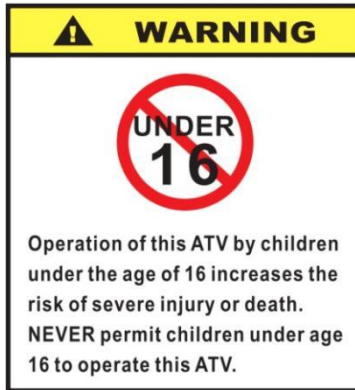 WARNING
UNDER
16
Operation of this ATV by children
under the age of 16 increases the
risk of severe injury or death.
NEVER permit children under age
16 to operate this ATV.